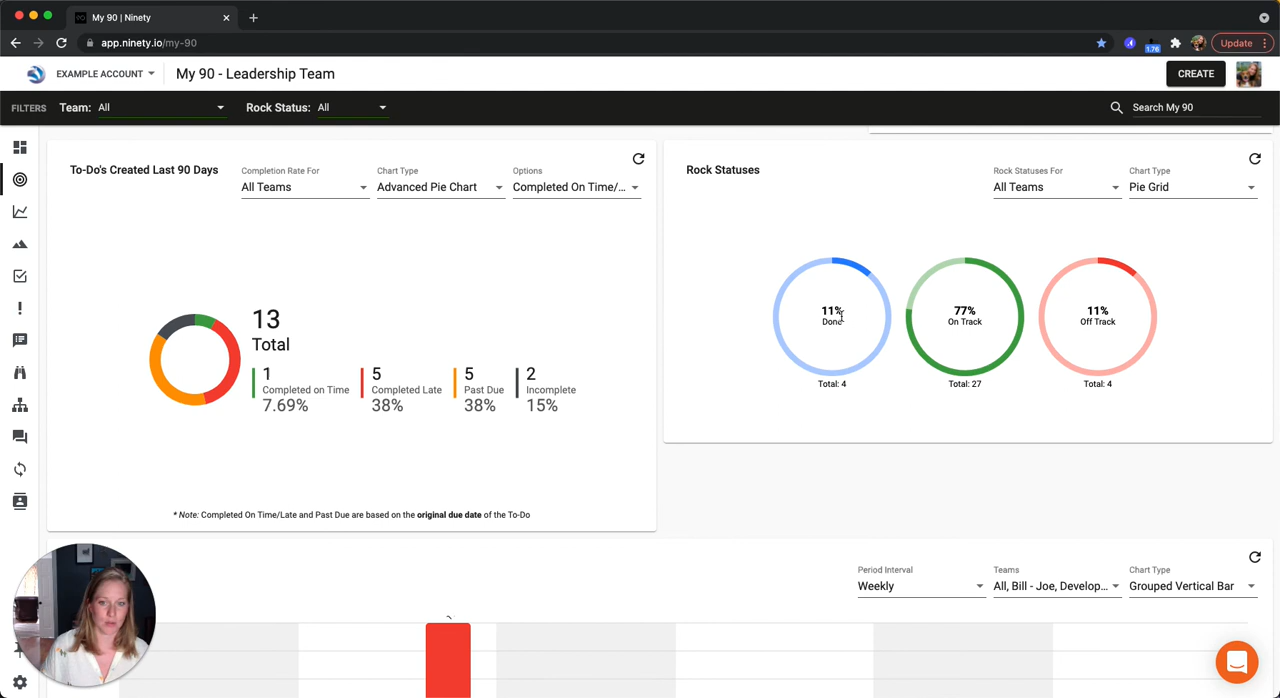 My 90 | Ninety
app.ninety.io/my-90
1.76
Update
EXAMPLE ACCOUNT
My 90 - Leadership Team
CREATE
FILTERS Team: All Rock Status: All Search My 90
To-Do's Created Last 90 Days
Completion Rate For
All Teams
Chart Type
Advanced Pie Chart
Options
Completed On Time/...
13
Total
1
Completed on Time
7.69%
5
Completed Late
38%
5
Past Due
38%
2
Incomplete
15%
* Note: Completed On Time/Late and Past Due are based on the original due date of the To-Do
Rock Statuses
Rock Statuses For
All Teams
Chart Type
Pie Grid
11%
Done
Total: 4
77%
On Track
Total: 27
11%
Off Track
Total: 4
Period Interval
Weekly
Teams
All, Bill - Joe, Develop...
Chart Type
Grouped Vertical Bar